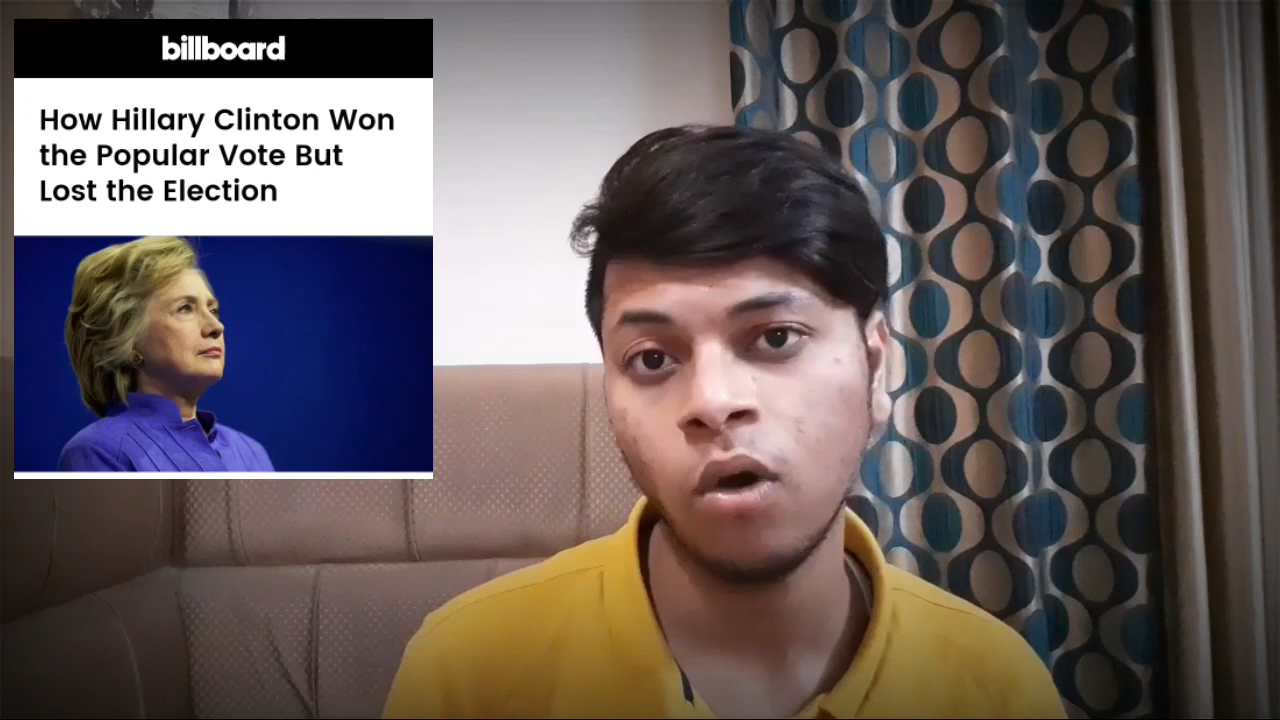 billboard
How Hillary Clinton Won
the Popular Vote But
Lost the Election